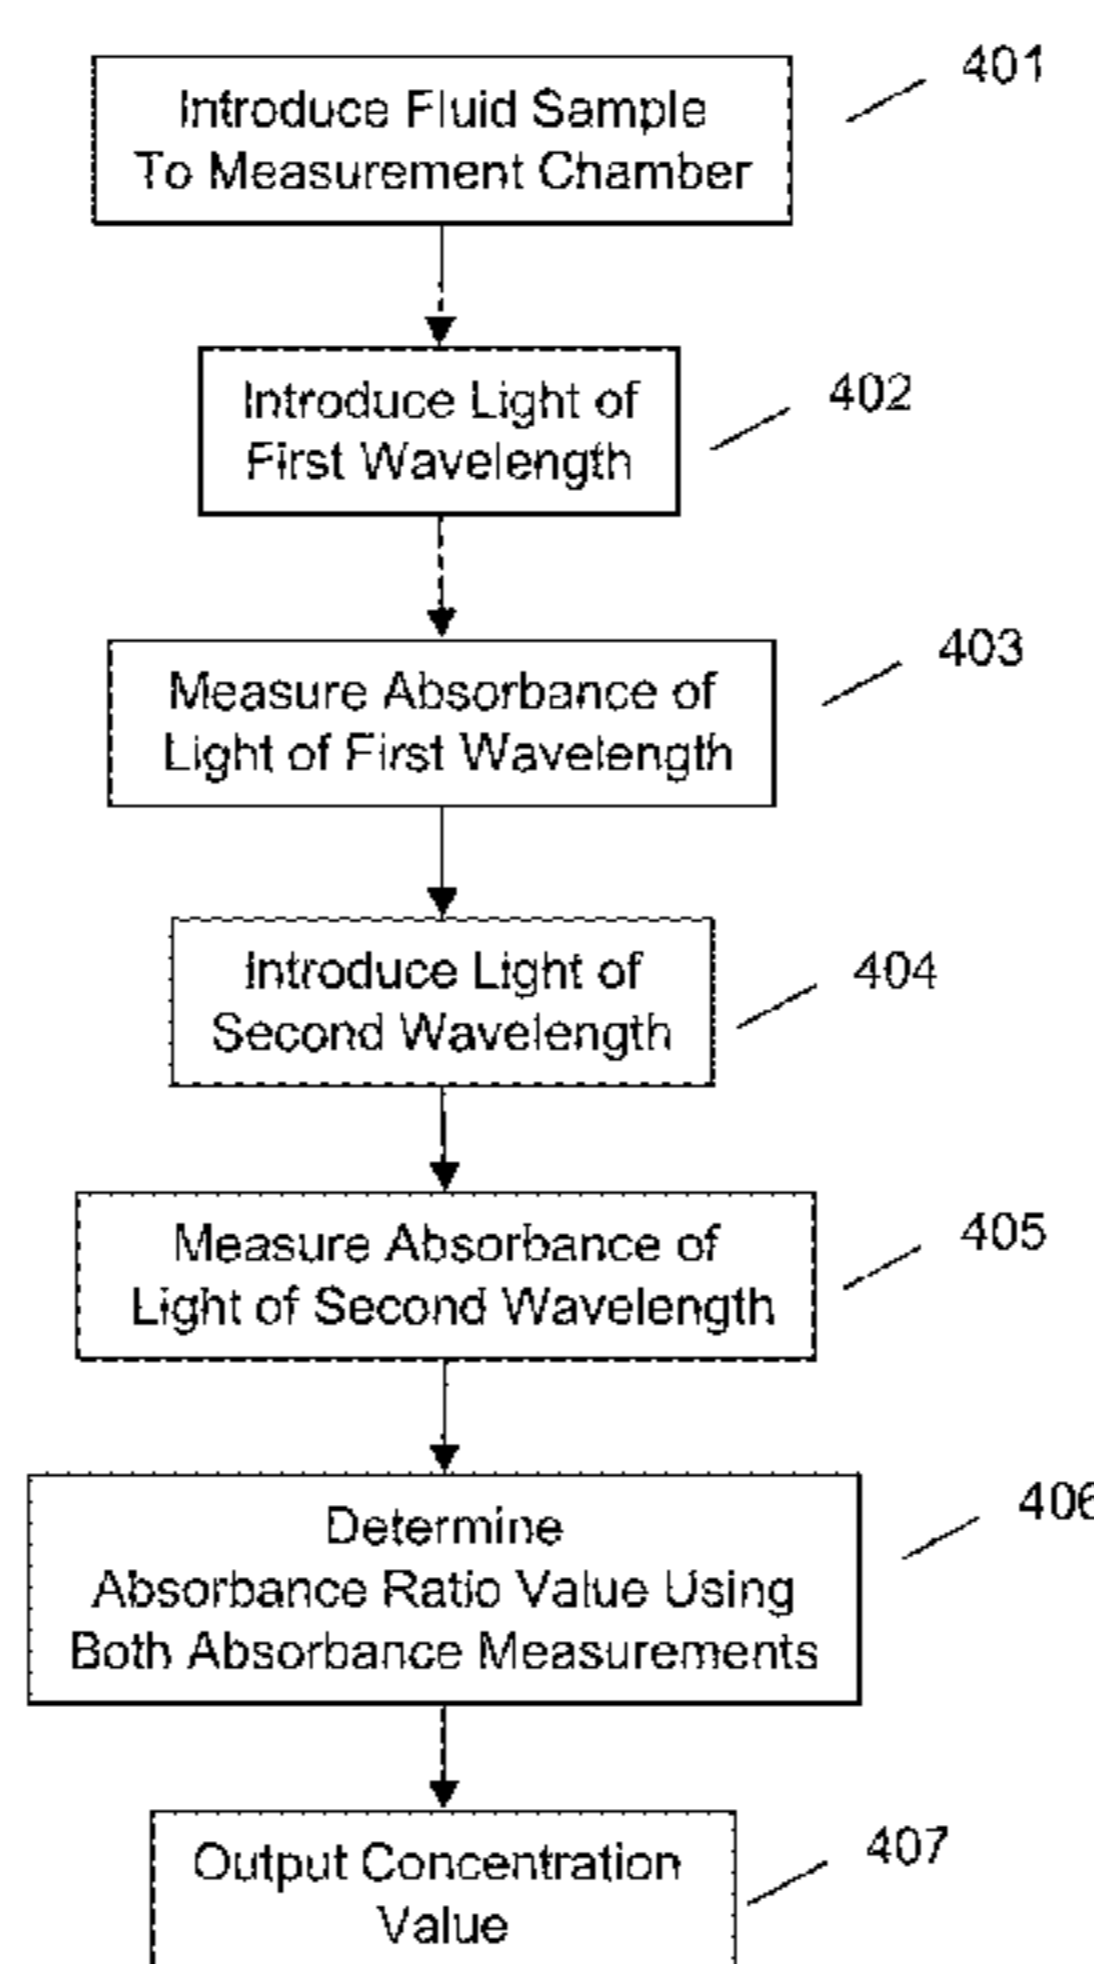 401
Introduce Fluid Sample
To Measurement Chamber
402
Introduce Light of
First Wavelength
403
Measure Absorbance of
Light of First Wavelength
404
Introduce Light of
Second Wavelength
405
Measure Absorbance of
Light of Second Wavelength
406
Determine
Absorbance Ratio Value Using
Both Absorbance Measurements
407
Output Concentration
Value